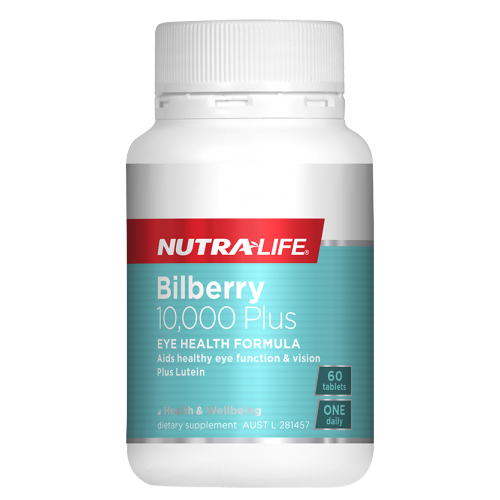 NUTRA-LIFE®
Bilberry
10,000 Plus
EYE HEALTH FORMULA
Aids healthy eye function & vision
Plus Lutein
60
tablets
Health & Wellbeing
ONE
daily
dietary supplement AUST L 281457